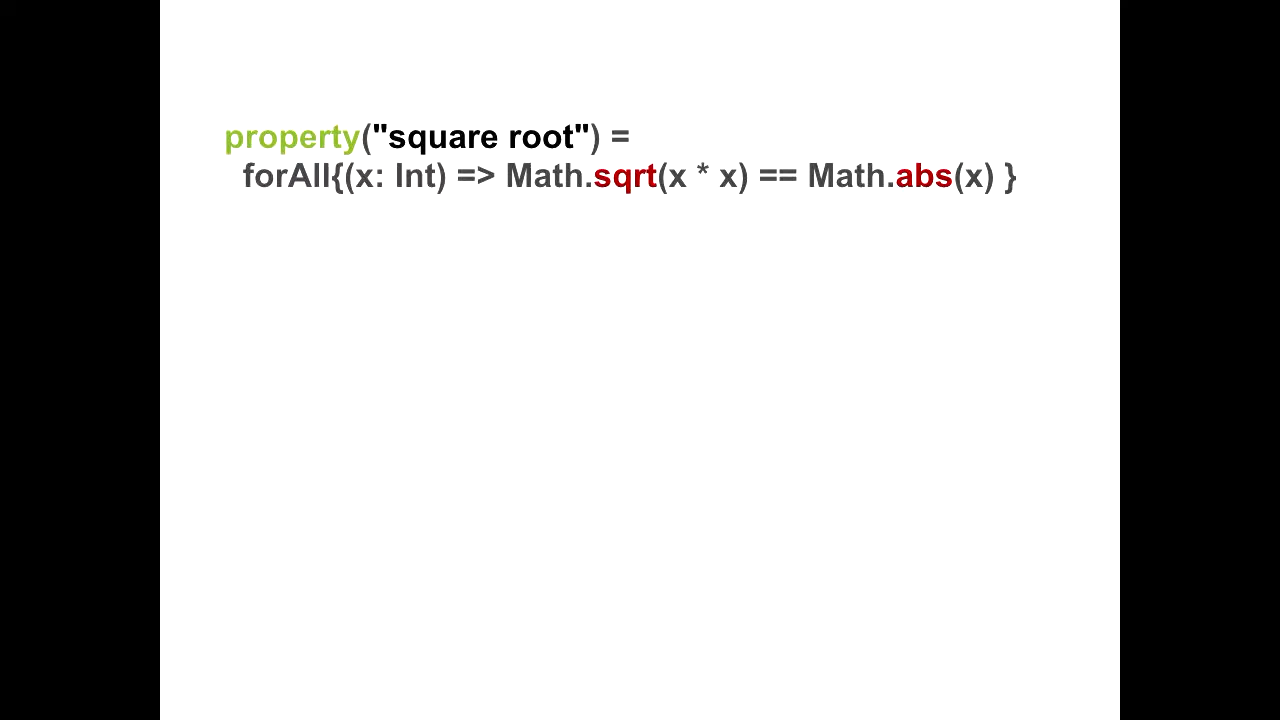 property("square root") =
forAll{(x: Int) => Math.sqrt(x * x) == Math.abs(x) }